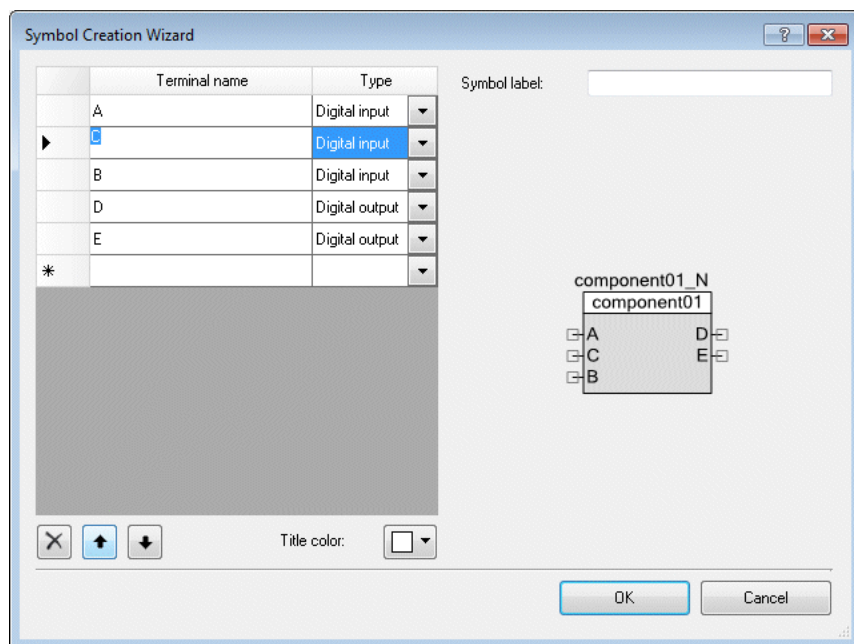 Symbol Creation Wizard
Terminal name Type
A Digital input
C Digital input
B Digital input
D Digital output
E Digital output
Symbol label:
component01_N
component01
A D
C E
B
Title color:
OK Cancel